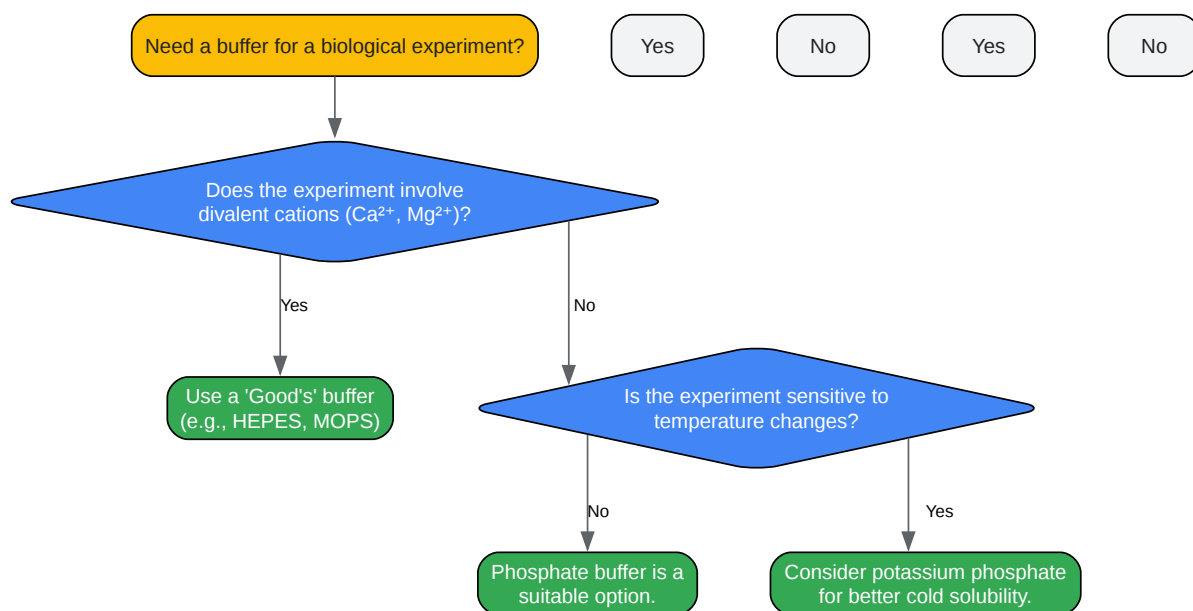 Need a buffer for a biological experiment?
Yes
No
Yes
No
Does the experiment involve
divalent cations (Ca²⁺, Mg²⁺)?
Yes
No
Use a 'Good's' buffer
(e.g., HEPES, MOPS)
Is the experiment sensitive to
temperature changes?
No
Yes
Phosphate buffer is a
suitable option.
Consider potassium phosphate
for better cold solubility.